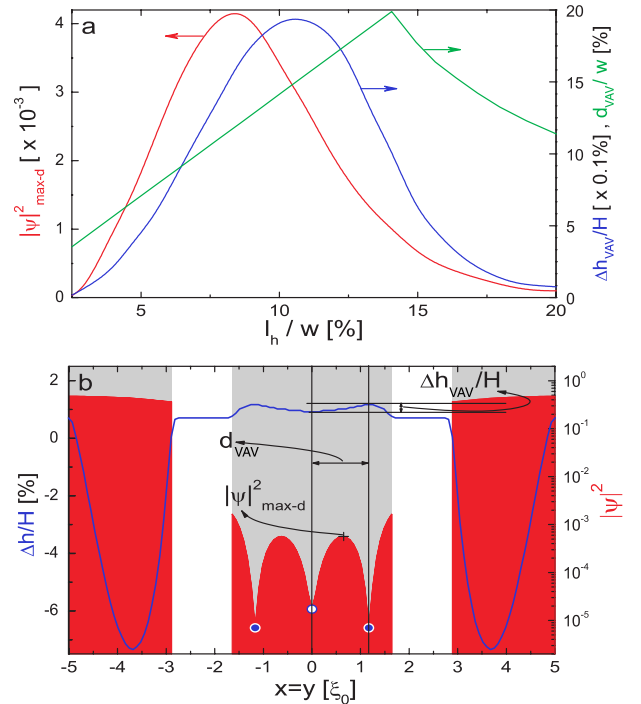 a
4
3
2
1
0
20
15
10
5
0
5
10
15
20
|ψ|²max-d [ x 10⁻³ ]
Δh_VAV/H [ x 0.1%] , d_VAV / w [%]
l_h / w [%]
b
2
0
-2
-4
-6
10⁰
10⁻¹
10⁻²
10⁻³
10⁻⁴
10⁻⁵
Δh_VAV/H
d_VAV
|ψ|²max-d
Δh/H [%]
|ψ|²
-5 -4 -3 -2 -1 0 1 2 3 4 5
x=y [ξ₀]